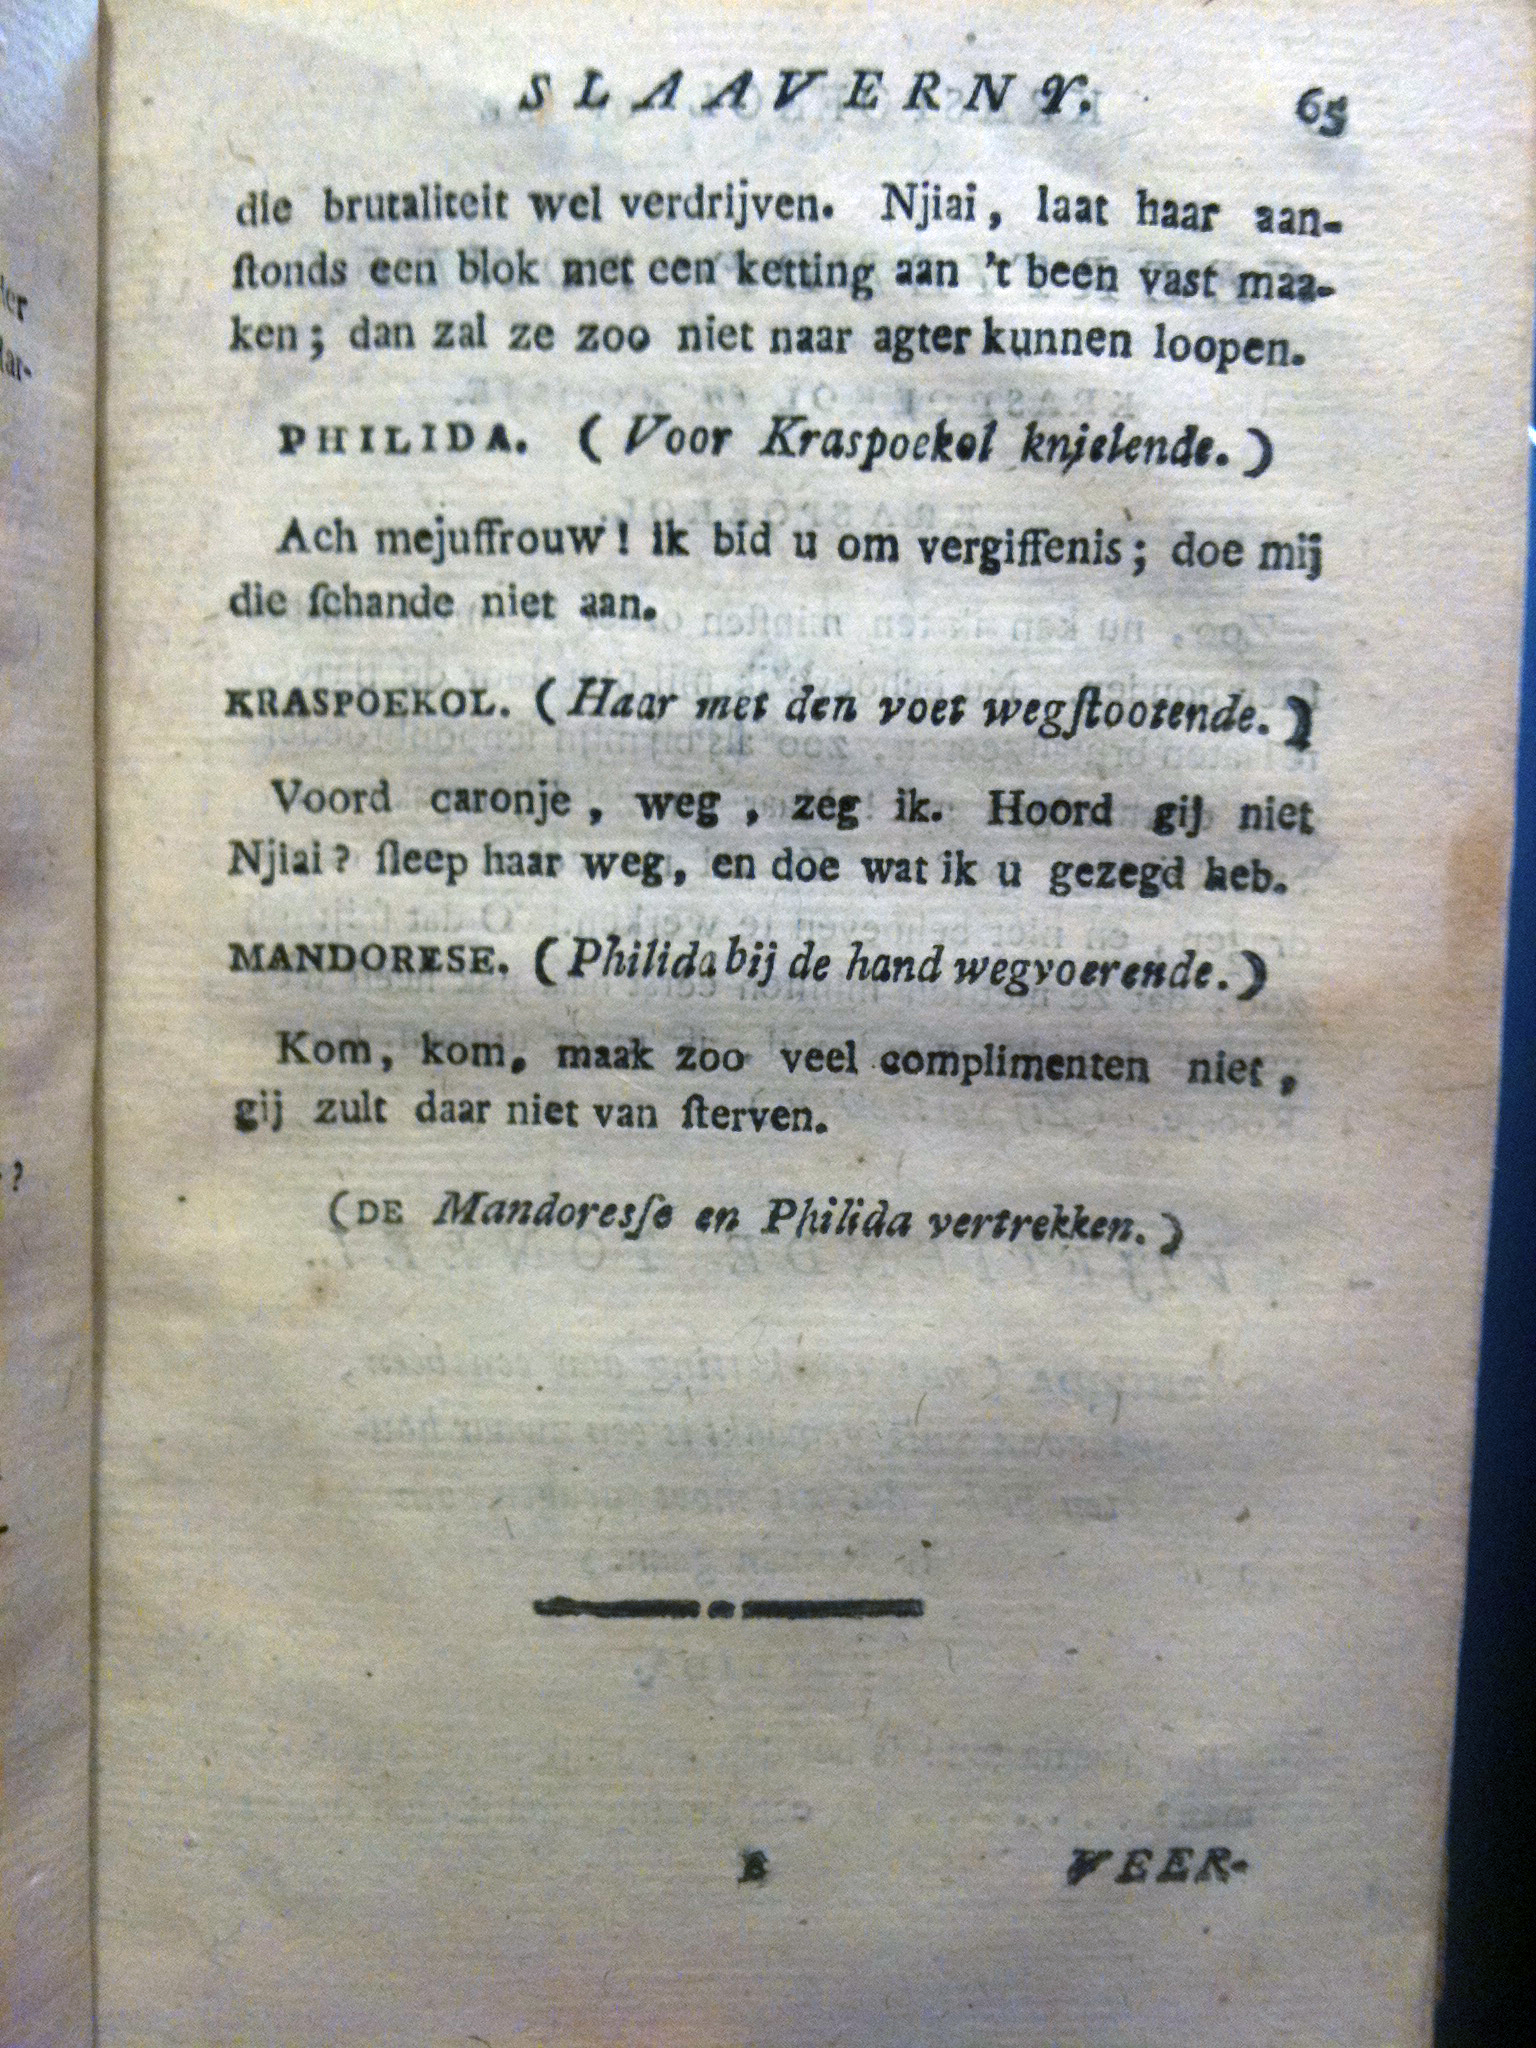 SLAAVERNY. 65
die brutaliteit wel verdrijven. Njiai, laat haar aan-
ſtonds een blok met een ketting aan 't been vast maa-
ken; dan zal ze zoo niet naar agter kunnen loopen.
PHILIDA. (Voor Kraspoekol knielende.)
Ach mejuffrouw! ik bid u om vergiffenis; doe mij
die ſchande niet aan.
KRASPOEKOL. (Haar met den voet wegſtootende.)
Voord caronje, weg, zeg ik. Hoord gij niet
Njiai? ſleep haar weg, en doe wat ik u gezegd heb.
MANDORESE. (Philida bij de hand wegvoerende.)
Kom, kom, maak zoo veel complimenten niet,
gij zult daar niet van ſterven.
(DE Mandoresſe en Philida vertrekken.)
E VEER-